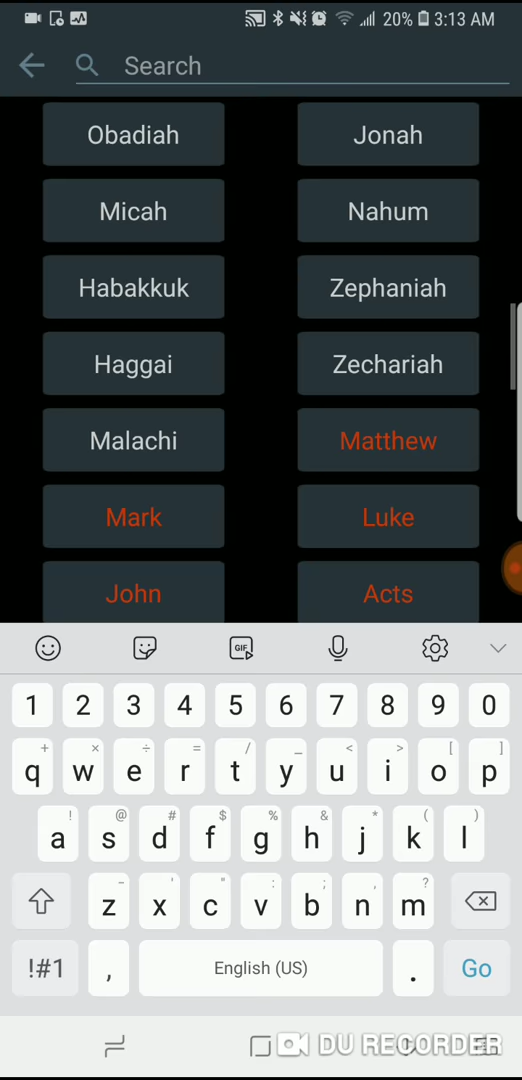 20% 3:13 AM
Search
Obadiah Jonah
Micah Nahum
Habakkuk Zephaniah
Haggai Zechariah
Malachi Matthew
Mark Luke
John Acts
GIF
1 2 3 4 5 6 7 8 9 0
+ × ÷ = / _ < > [ ]
q w e r t y u i o p
! @ # $ % & * ( )
a s d f g h j k l
- ' " : ; , ?
z x c v b n m
!#1 , English (US) . Go
DU RECORDER